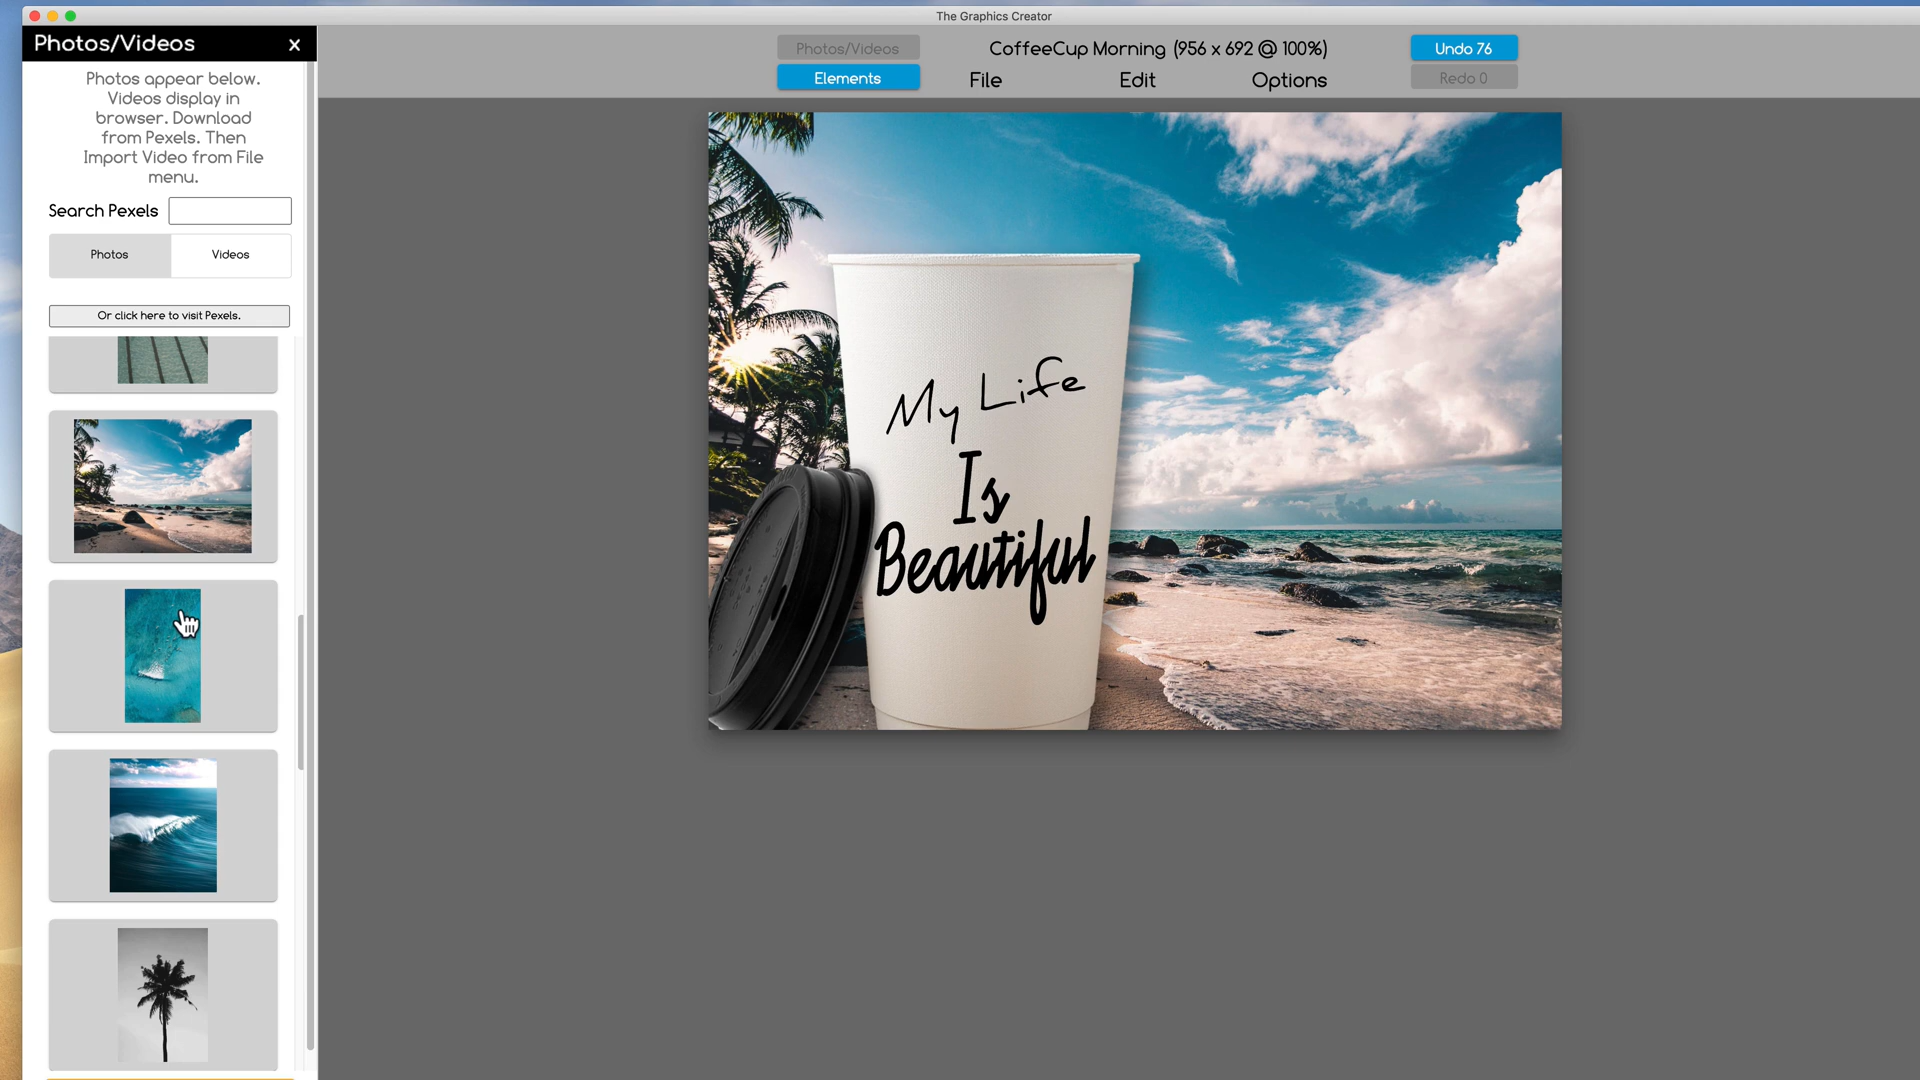 The Graphics Creator
Photos/Videos
x
Photos appear below.
Videos display in
browser. Download
from Pexels. Then
Import Video from File
menu.
Search Pexels
Photos
Videos
Or click here to visit Pexels.
Photos/Videos
CoffeeCup Morning (956 x 692 @ 100%)
Undo 76
Elements
File
Edit
Options
Redo 0
My Life
Is
Beautiful